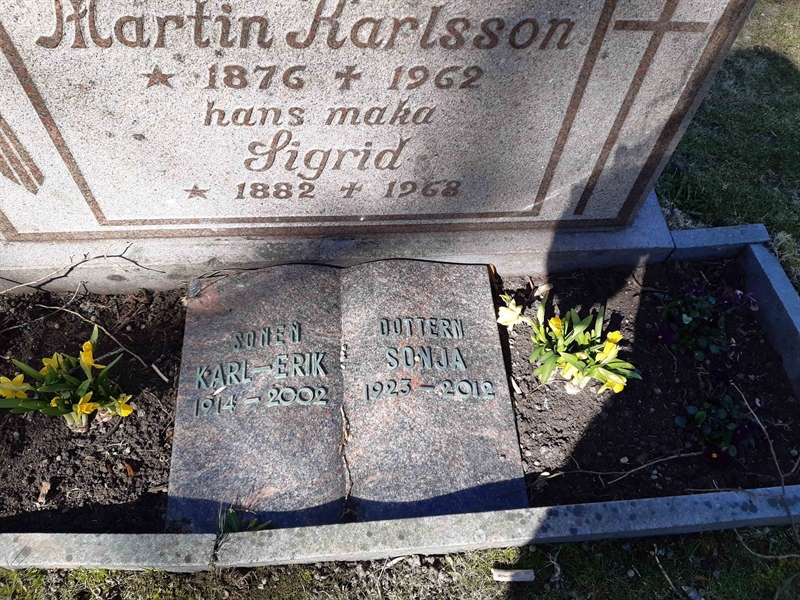 Martin Karlsson
★ 1876 ✝ 1962
hans maka
Sigrid
★ 1882 ✝ 1968
SONEN
KARL-ERIK
1914-2002
DOTTERN
SONJA
1923-2012